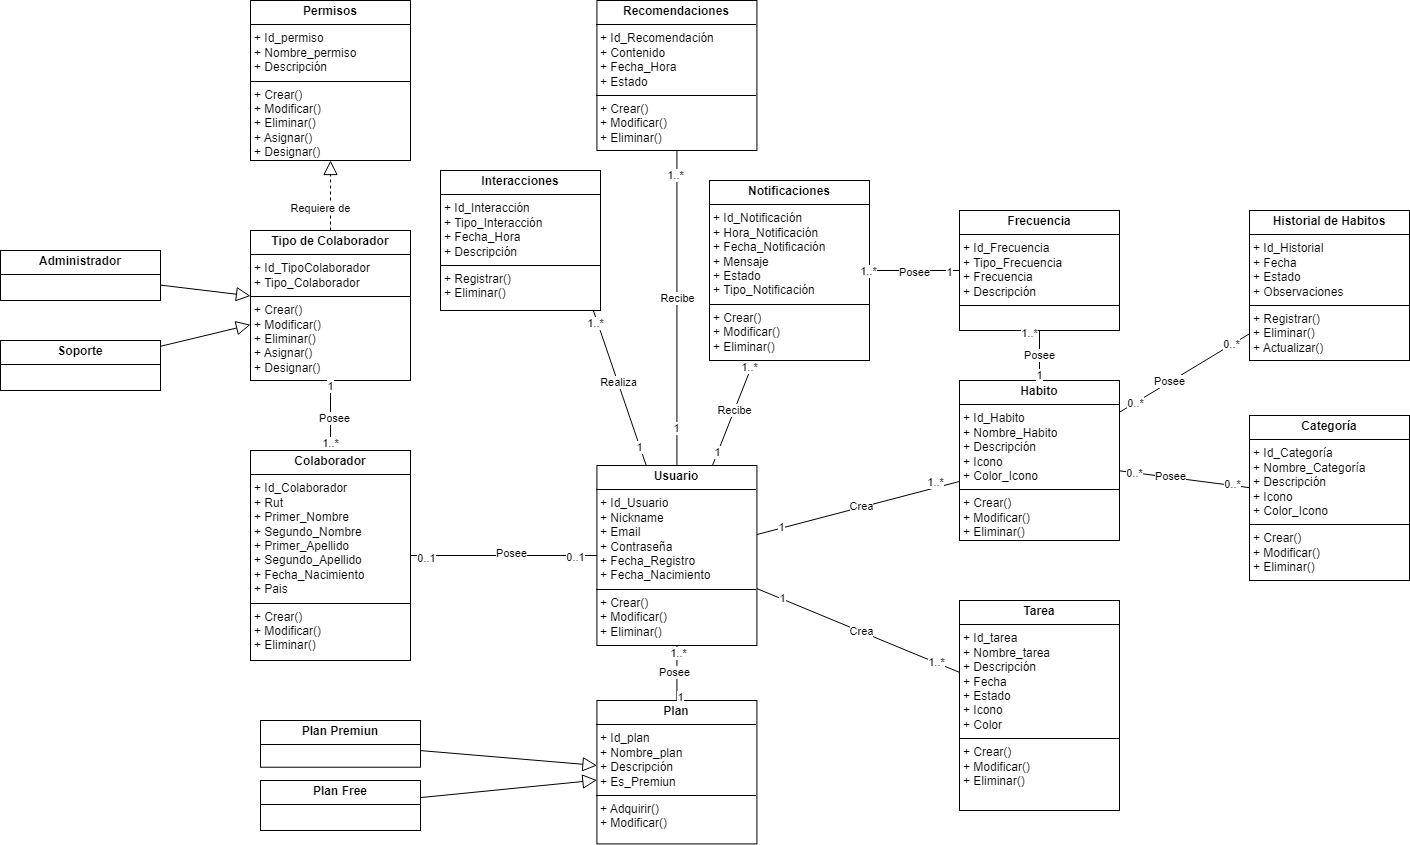 Permisos
+ Id_permiso
+ Nombre_permiso
+ Descripción
+ Crear()
+ Modificar()
+ Eliminar()
+ Asignar()
+ Designar()
Recomendaciones
+ Id_Recomendación
+ Contenido
+ Fecha_Hora
+ Estado
+ Crear()
+ Modificar()
+ Eliminar()
1..*
Recibe
1
Requiere de
Interacciones
+ Id_Interacción
+ Tipo_Interacción
+ Fecha_Hora
+ Descripción
+ Registrar()
+ Eliminar()
1..*
Realiza
1
Notificaciones
+ Id_Notificación
+ Hora_Notificación
+ Fecha_Notificación
+ Mensaje
+ Estado
+ Tipo_Notificación
+ Crear()
+ Modificar()
+ Eliminar()
1..*
Recibe
1
1..*
Posee
1
Frecuencia
+ Id_Frecuencia
+ Tipo_Frecuencia
+ Frecuencia
+ Descripción
1..*
Posee
1
Historial de Habitos
+ Id_Historial
+ Fecha
+ Estado
+ Observaciones
+ Registrar()
+ Eliminar()
+ Actualizar()
0..*
Posee
0..*
Tipo de Colaborador
+ Id_TipoColaborador
+ Tipo_Colaborador
+ Crear()
+ Modificar()
+ Eliminar()
+ Asignar()
+ Designar()
Administrador
Soporte
1
Posee
1..*
Colaborador
+ Id_Colaborador
+ Rut
+ Primer_Nombre
+ Segundo_Nombre
+ Primer_Apellido
+ Segundo_Apellido
+ Fecha_Nacimiento
+ Pais
+ Crear()
+ Modificar()
+ Eliminar()
0..1
Posee
0..1
Usuario
+ Id_Usuario
+ Nickname
+ Email
+ Contraseña
+ Fecha_Registro
+ Fecha_Nacimiento
+ Crear()
+ Modificar()
+ Eliminar()
1
Crea
1..*
Habito
+ Id_Habito
+ Nombre_Habito
+ Descripción
+ Icono
+ Color_Icono
+ Crear()
+ Modificar()
+ Eliminar()
0..*
Posee
0..*
Categoría
+ Id_Categoría
+ Nombre_Categoría
+ Descripción
+ Icono
+ Color_Icono
+ Crear()
+ Modificar()
+ Eliminar()
1
Crea
1..*
Tarea
+ Id_tarea
+ Nombre_tarea
+ Descripción
+ Fecha
+ Estado
+ Icono
+ Color
+ Crear()
+ Modificar()
+ Eliminar()
1..*
Posee
1
Plan
+ Id_plan
+ Nombre_plan
+ Descripción
+ Es_Premiun
+ Adquirir()
+ Modificar()
Plan Premiun
Plan Free